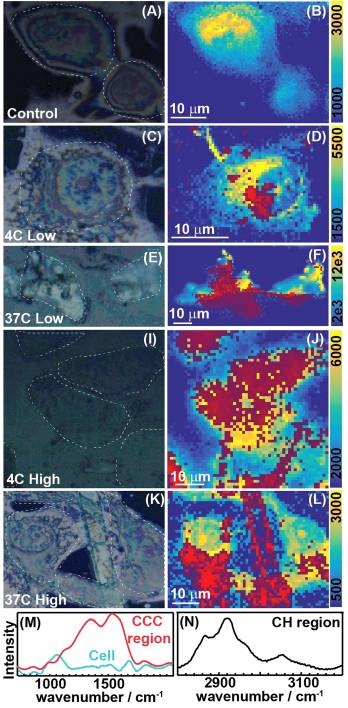 (A)
Control
(B)
10 μm
3000
1000
(C)
4C Low
(D)
10 μm
5500
1500
(E)
37C Low
(F)
10 μm
12e3
2e3
(I)
4C High
(J)
10 μm
6000
2000
(K)
37C High
(L)
10 μm
3000
500
(M)
CCC
region
Cell
Intensity
1000 1500
wavenumber / cm-1
(N) CH region
2900 3100
wavenumber / cm-1